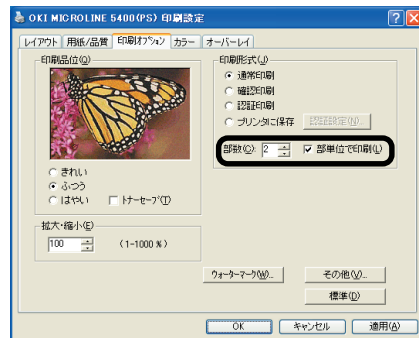 OKI MICROLINE 5400(PS) 印刷設定
レイアウト 用紙/品質 印刷オプション カラー オーバーレイ
印刷品位(Q)
きれい
ふつう
はやい
トナーセーブ(T)
拡大・縮小(E)
100 (1-1000 %)
印刷形式(J)
通常印刷
確認印刷
認証印刷
プリンタに保存 認証設定(N)...
部数(C): 2 部単位で印刷(L)
ウォーターマーク(W)... その他(V)...
標準(D)
OK キャンセル 適用(A)